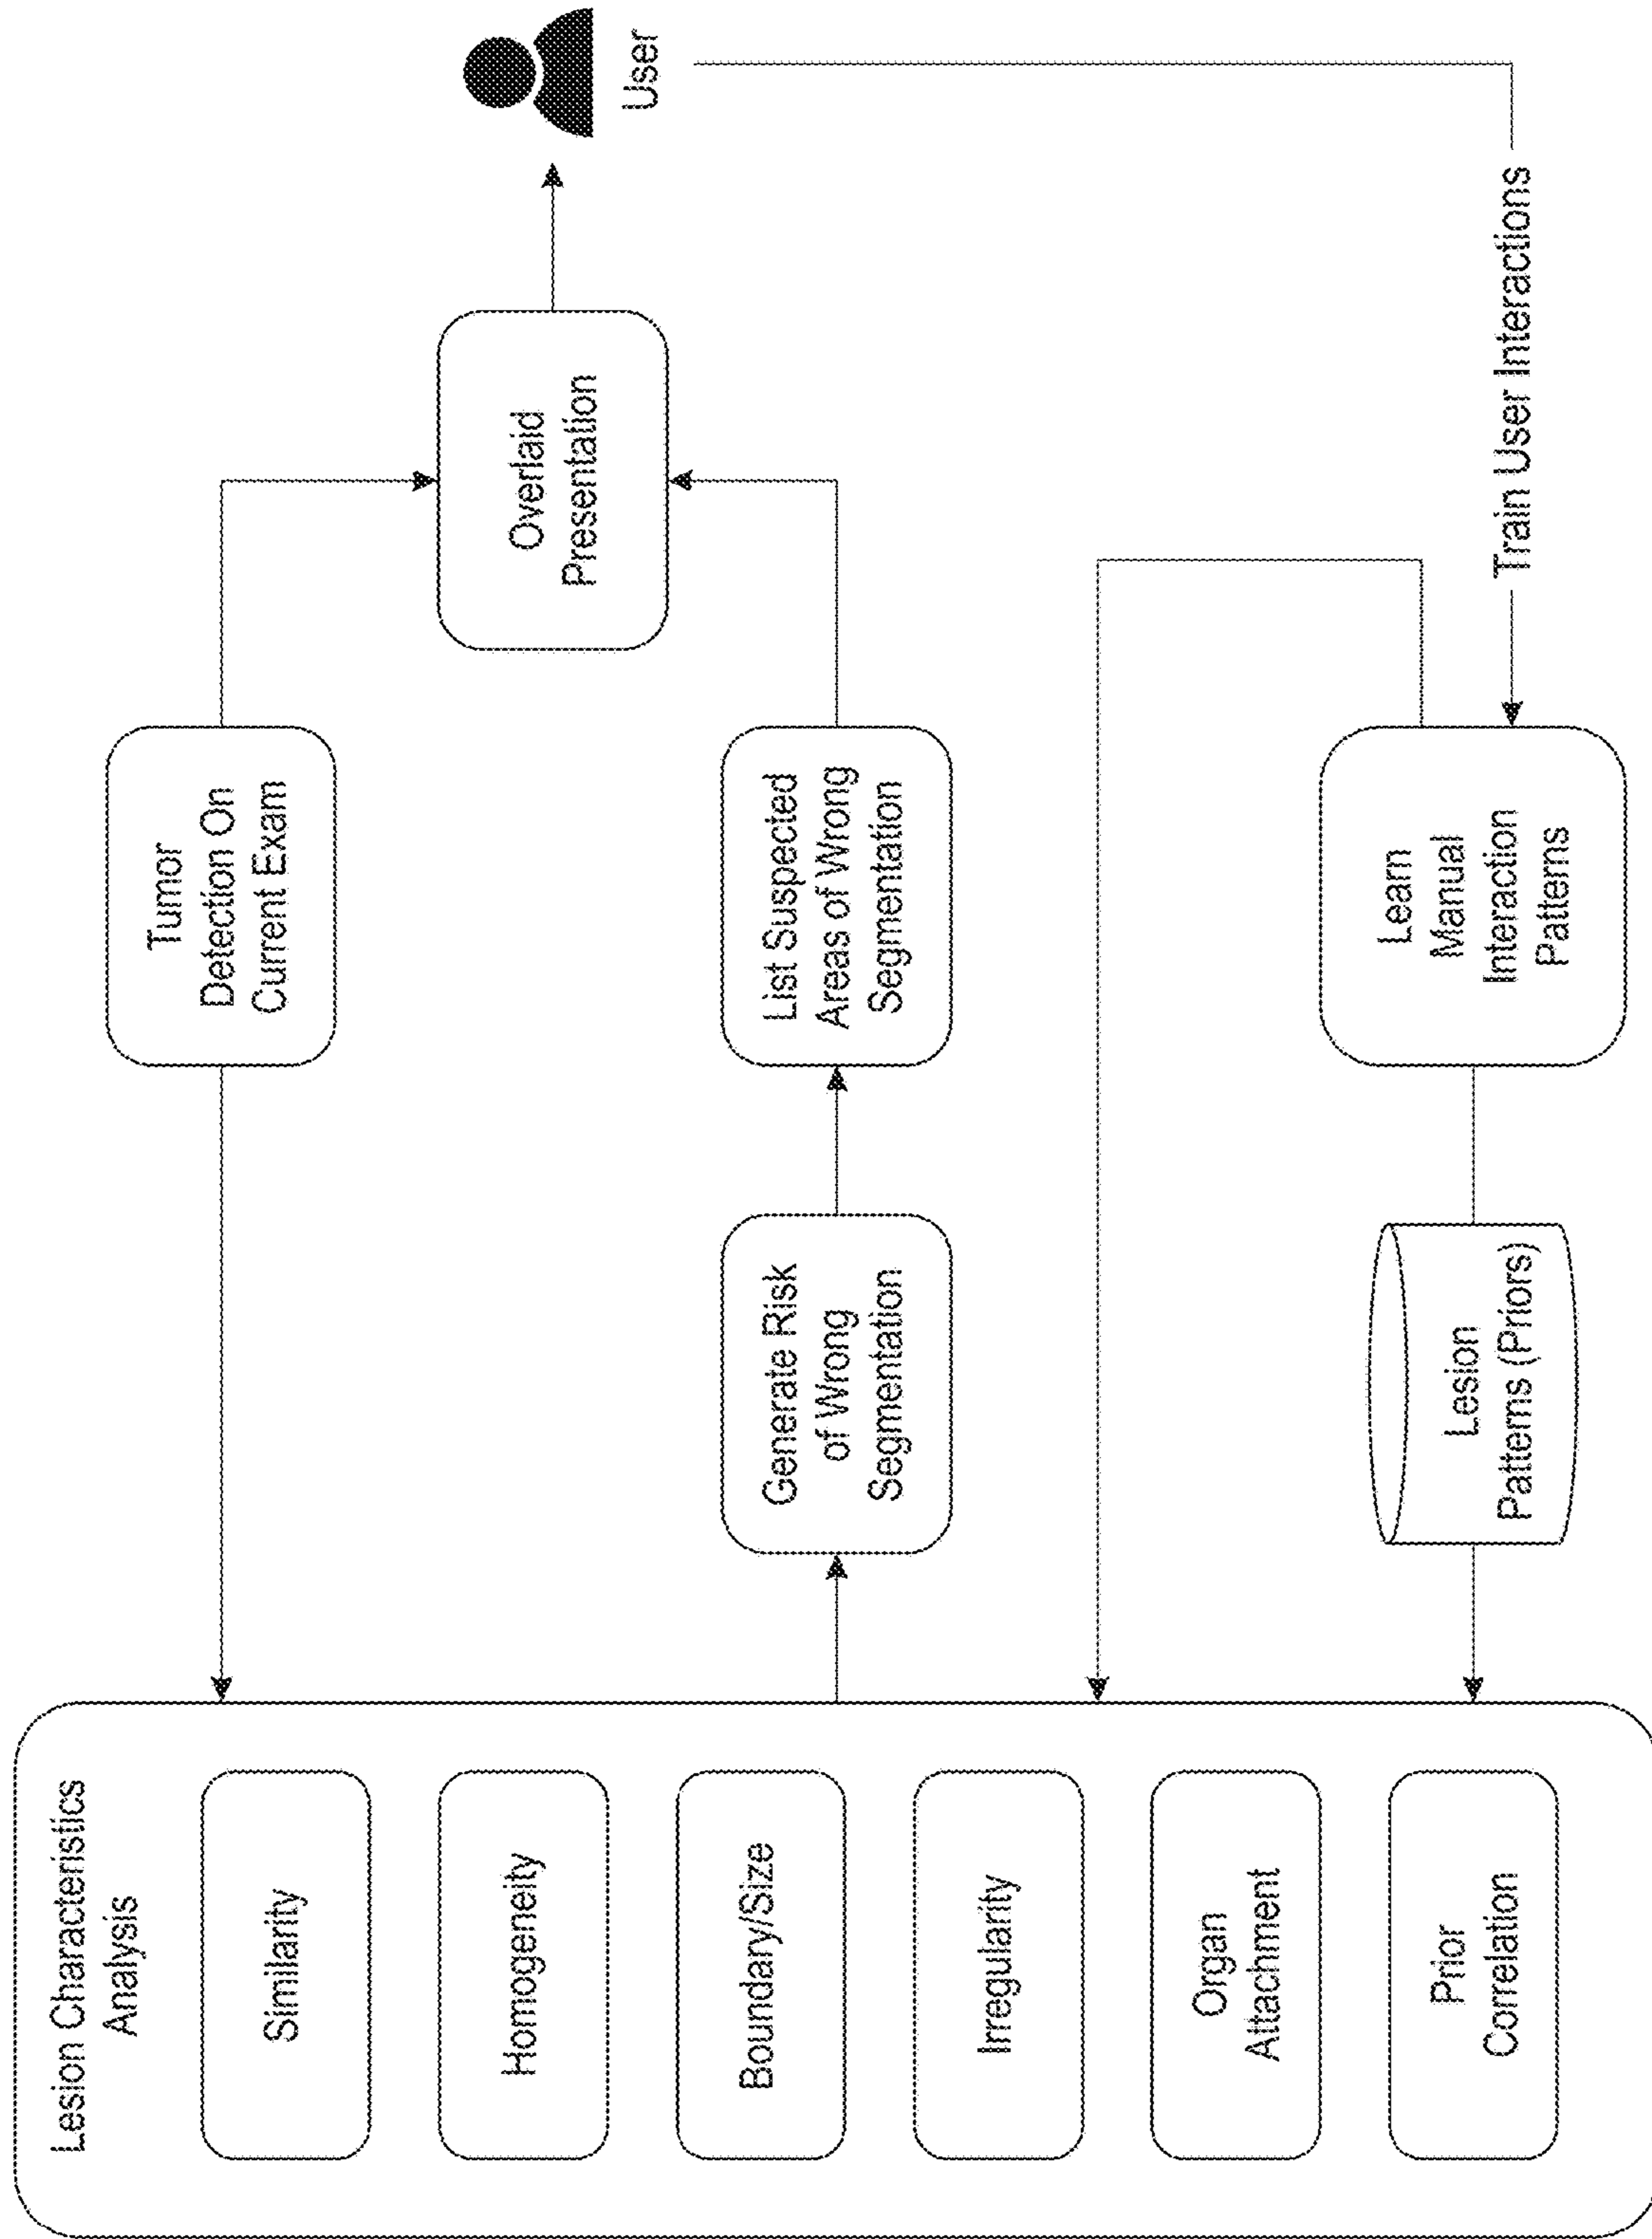 Lesion Characteristics
Analysis
Similarity
Homogeneity
Boundary/Size
Irregularity
Organ
Attachment
Prior
Correlation
Tumor
Detection On
Current Exam
Generate Risk
of Wrong
Segmentation
List Suspected
Areas of Wrong
Segmentation
Overlaid
Presentation
User
Lesion
Patterns (Priors)
Learn
Manual
Interaction
Patterns
Train User Interactions